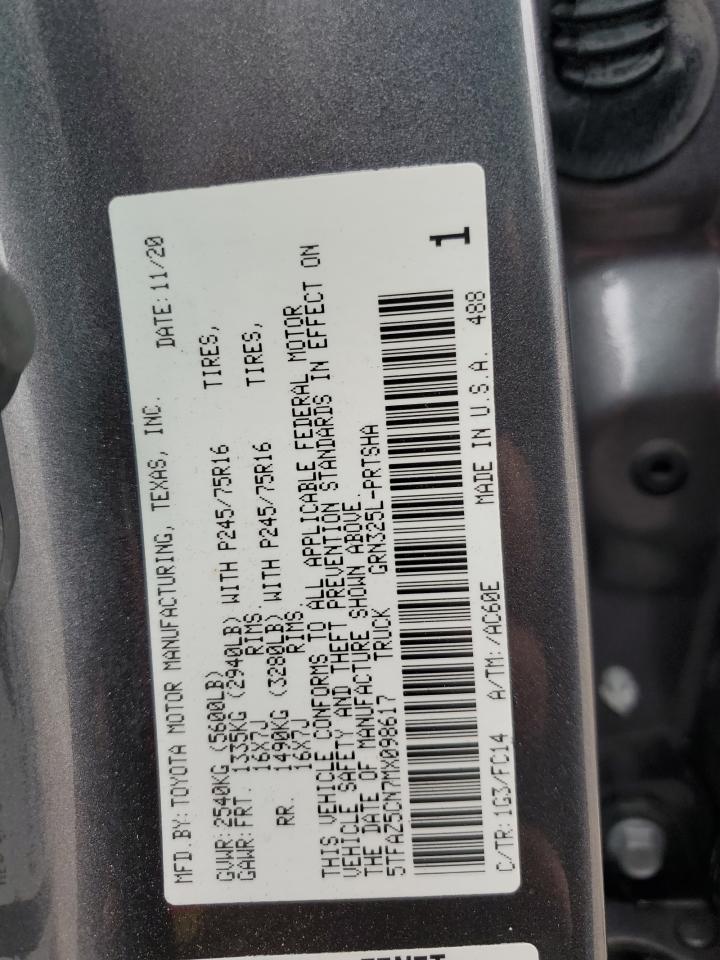 MFD.BY: TOYOTA MOTOR MANUFACTURING, TEXAS, INC. DATE: 11/20
GVWR: 2540KG (5600LB)
GAWR: FRT. 1335KG (2940LB) WITH P245/75R16 TIRES,
16X7J RIMS.
RR. 1490KG (3280LB) WITH P245/75R16 TIRES,
16X7J RIMS.
THIS VEHICLE CONFORMS TO ALL APPLICABLE FEDERAL MOTOR
VEHICLE SAFETY AND THEFT PREVENTION STANDARDS IN EFFECT ON
THE DATE OF MANUFACTURE SHOWN ABOVE.
5TFAZ5CN7MX098617 TRUCK GRN325L-PRTSHA
1
C/TR: 1G3/FC14 A/TM: /AC60E MADE IN U.S.A. 488